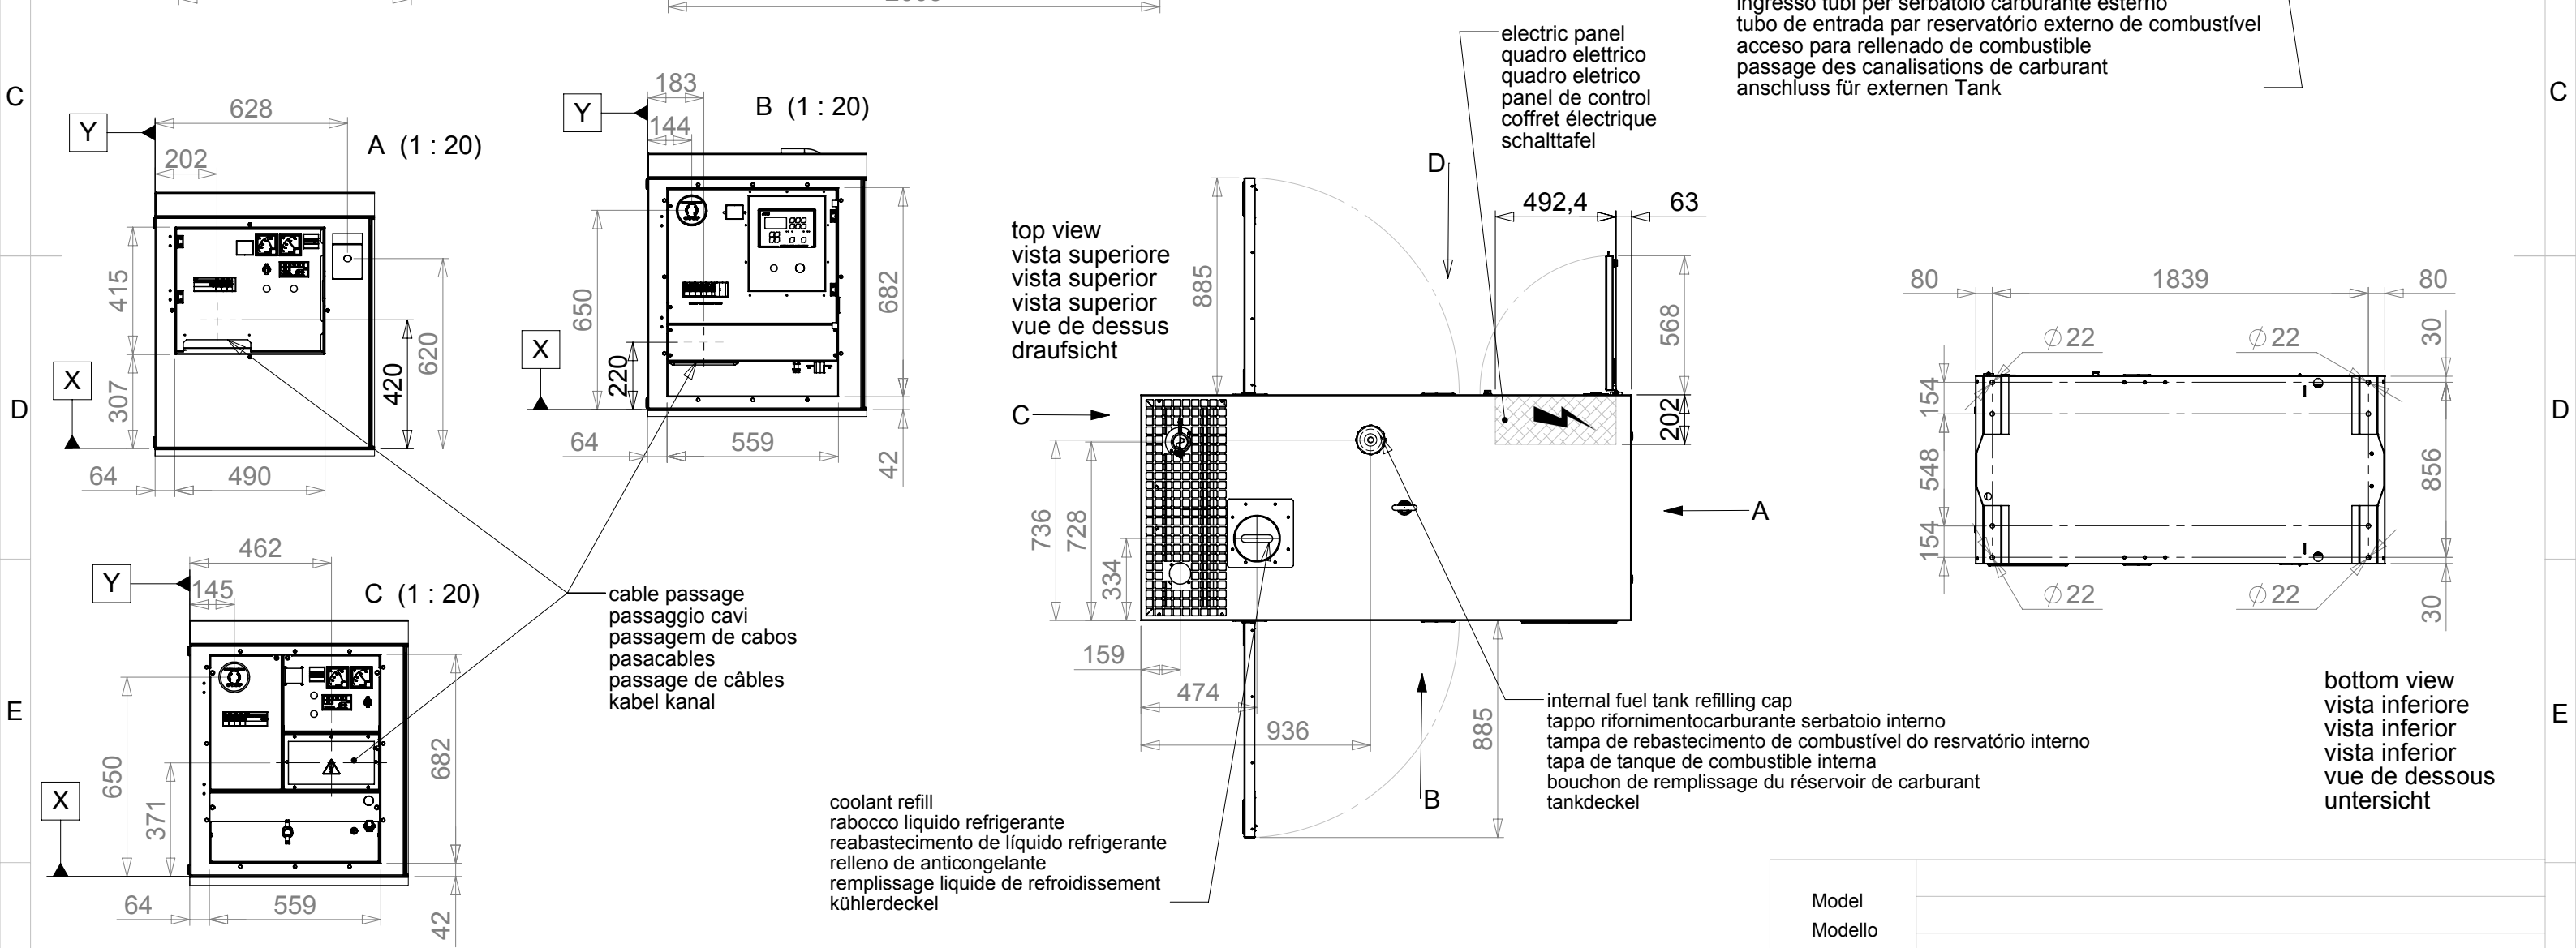 ingresso tubi per serbatoio carburante esterno
tubo de entrada par reservatório externo de combustível
acceso para rellenado de combustible
passage des canalisations de carburant
anschluss für externen Tank
electric panel
quadro elettrico
quadro eletrico
panel de control
coffret électrique
schalttafel
C
C
Y
628
202
A (1 : 20)
415
307
X
420
620
64
490
Y
183
144
B (1 : 20)
650
X
220
682
64
559
42
top view
vista superiore
vista superior
vista superior
vue de dessus
draufsicht
D
492,4
63
885
568
202
C
A
736
728
334
159
474
936
885
B
80
1839
80
30
154
548
154
856
30
∅ 22
∅ 22
∅ 22
∅ 22
D
D
Y
462
145
C (1 : 20)
650
371
X
682
64
559
42
cable passage
passaggio cavi
passagem de cabos
pasacables
passage de câbles
kabel kanal
coolant refill
rabocco liquido refrigerante
reabastecimento de líquido refrigerante
relleno de anticongelante
remplissage liquide de refroidissement
kühlerdeckel
internal fuel tank refilling cap
tappo rifornimentocarburante serbatoio interno
tampa de rebastecimento de combustível do resrvatório interno
tapa de tanque de combustible interna
bouchon de remplissage du réservoir de carburant
tankdeckel
bottom view
vista inferiore
vista inferior
vista inferior
vue de dessous
untersicht
E
E
Model
Modello